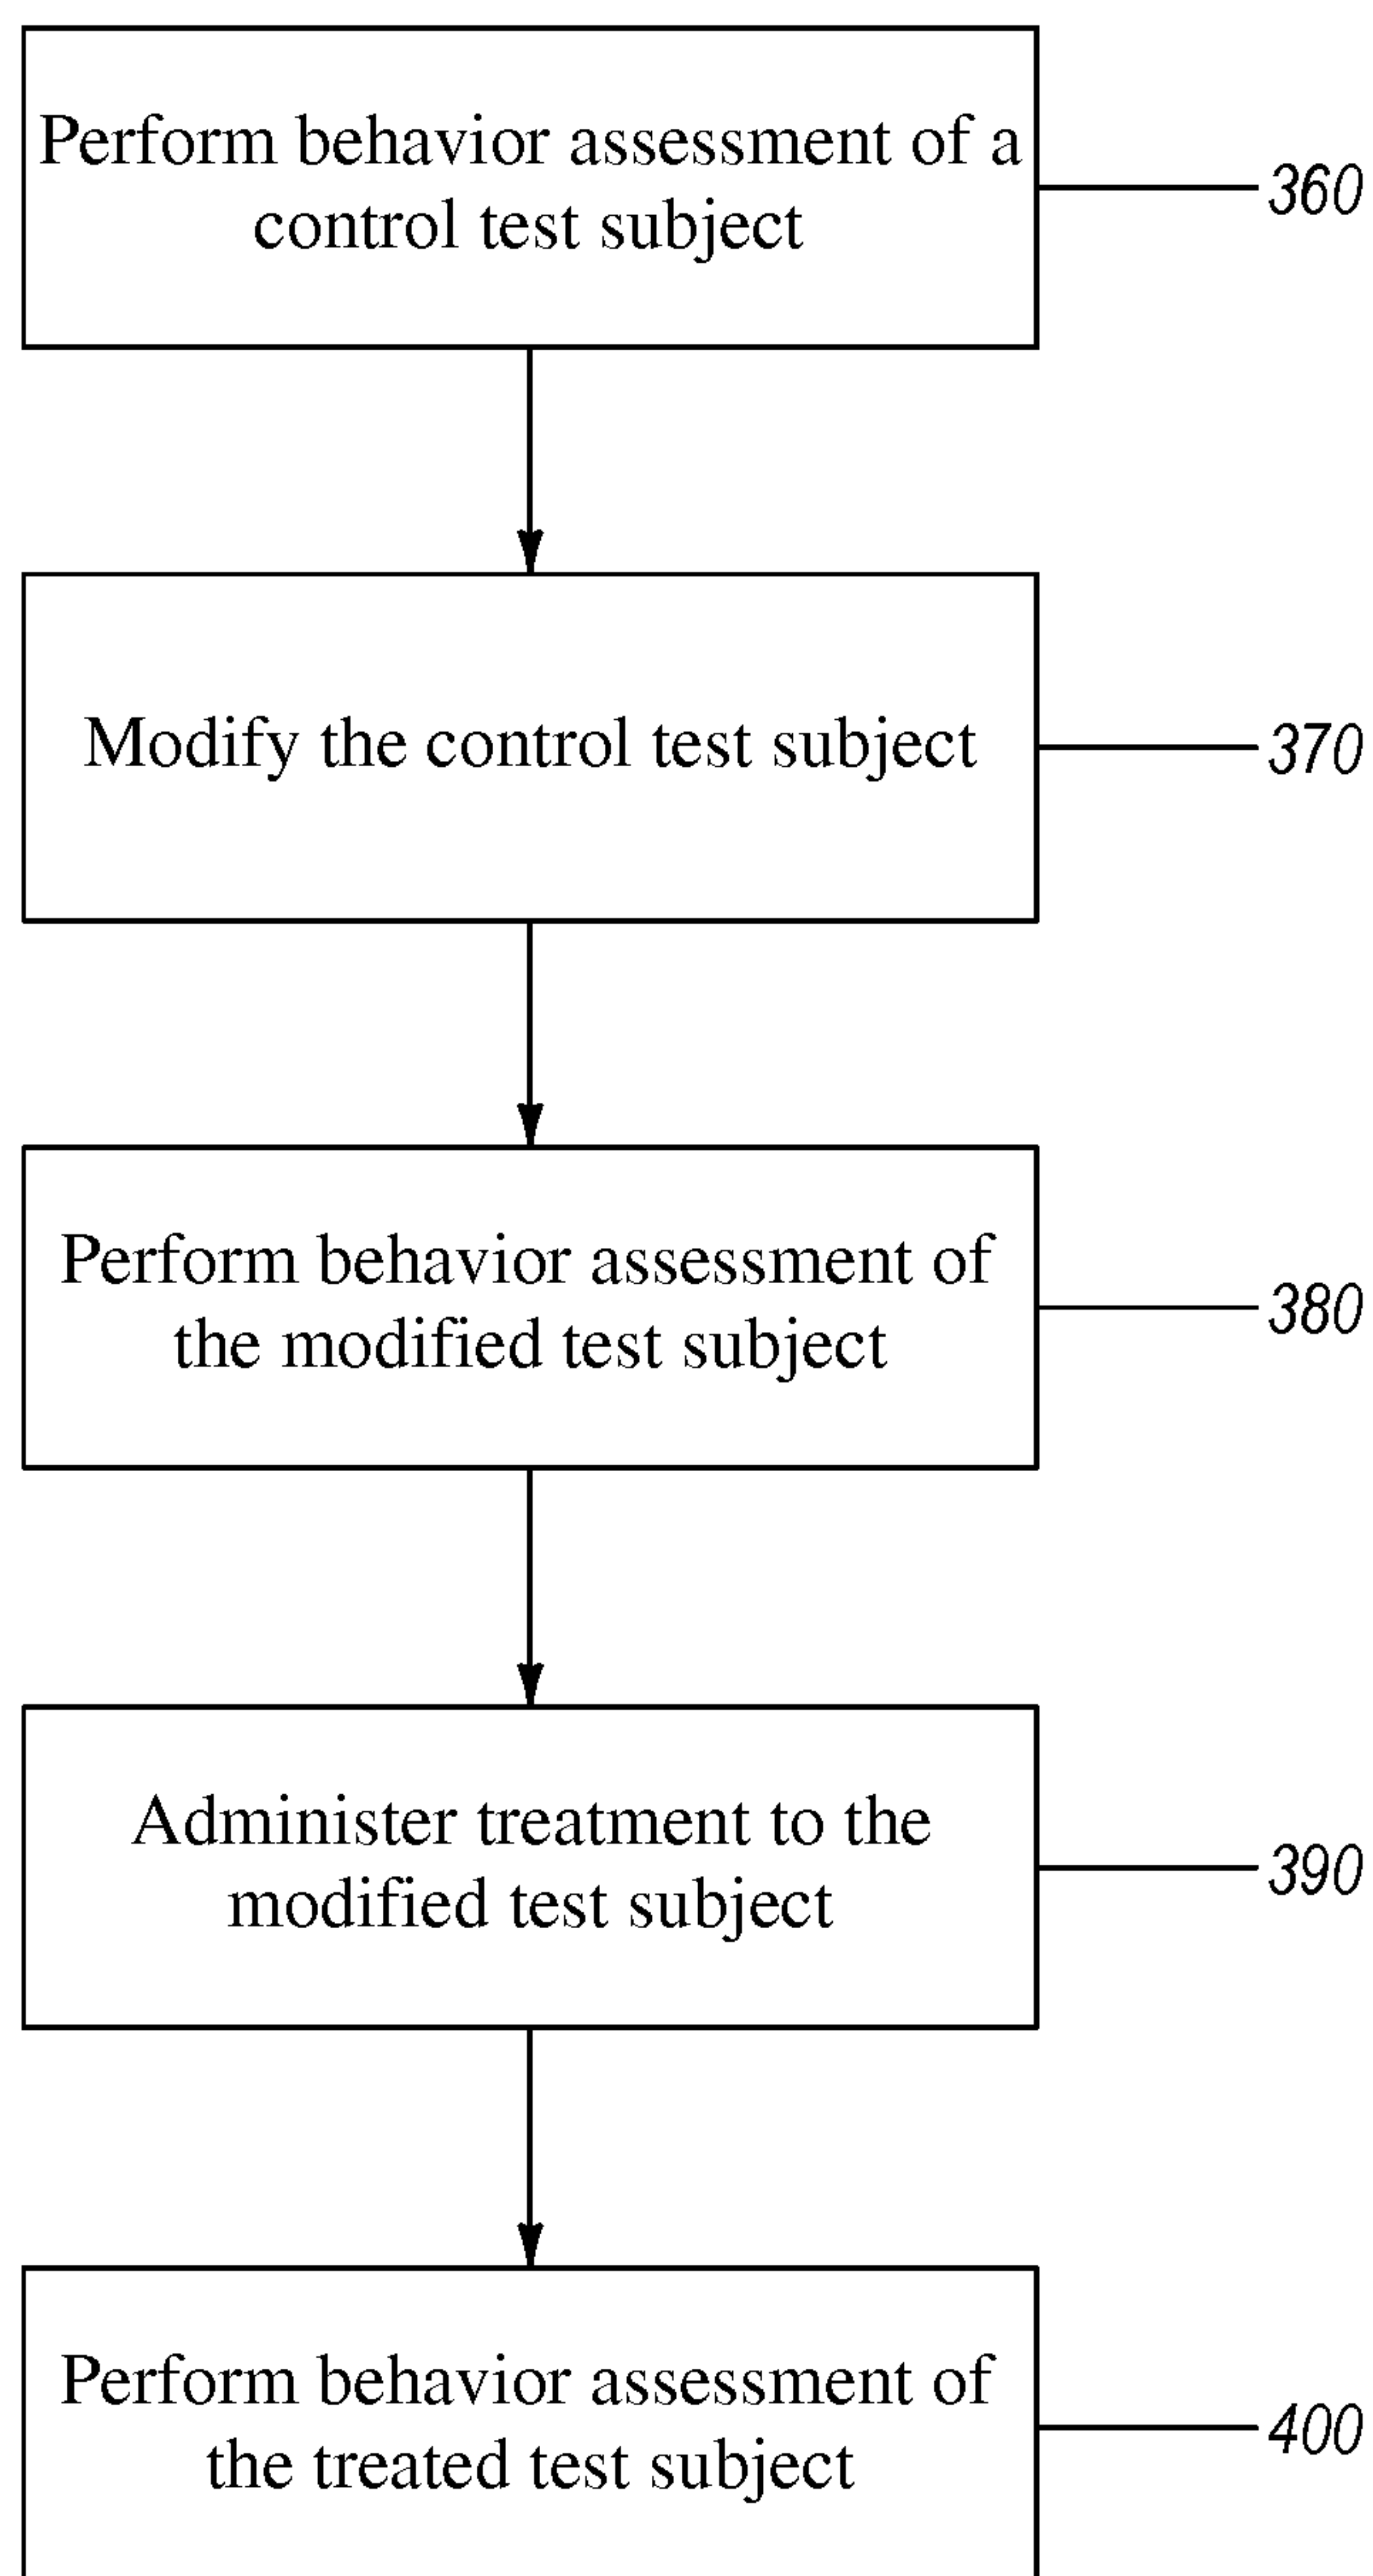 Perform behavior assessment of a
control test subject
360
Modify the control test subject
370
Perform behavior assessment of
the modified test subject
380
Administer treatment to the
modified test subject
390
Perform behavior assessment of
the treated test subject
400